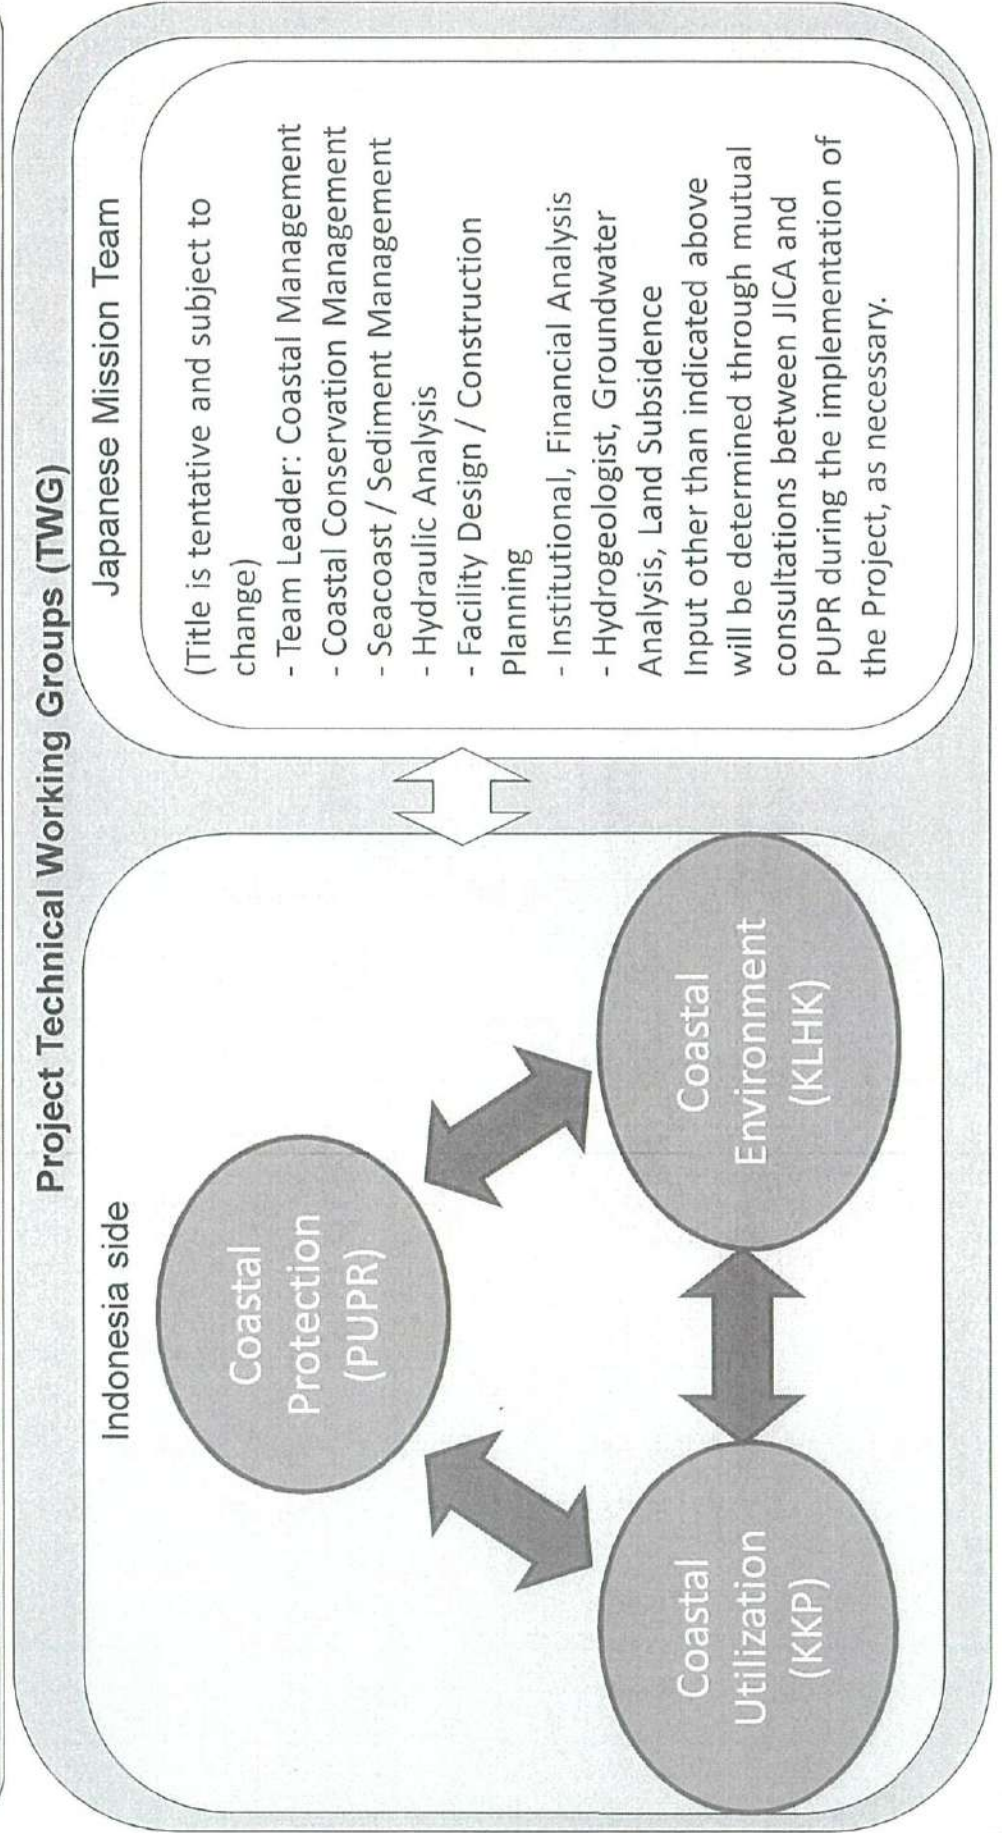 Project Technical Working Groups (TWG)
Indonesia side
Coastal
Protection
(PUPR)
Coastal
Utilization
(KKP)
Coastal
Environment
(KLHK)
Japanese Mission Team
(Title is tentative and subject to
change)
- Team Leader: Coastal Management
- Coastal Conservation Management
- Seacoast / Sediment Management
- Hydraulic Analysis
- Facility Design / Construction
Planning
- Institutional, Financial Analysis
- Hydrogeologist, Groundwater
Analysis, Land Subsidence
Input other than indicated above
will be determined through mutual
consultations between JICA and
PUPR during the implementation of
the Project, as necessary.